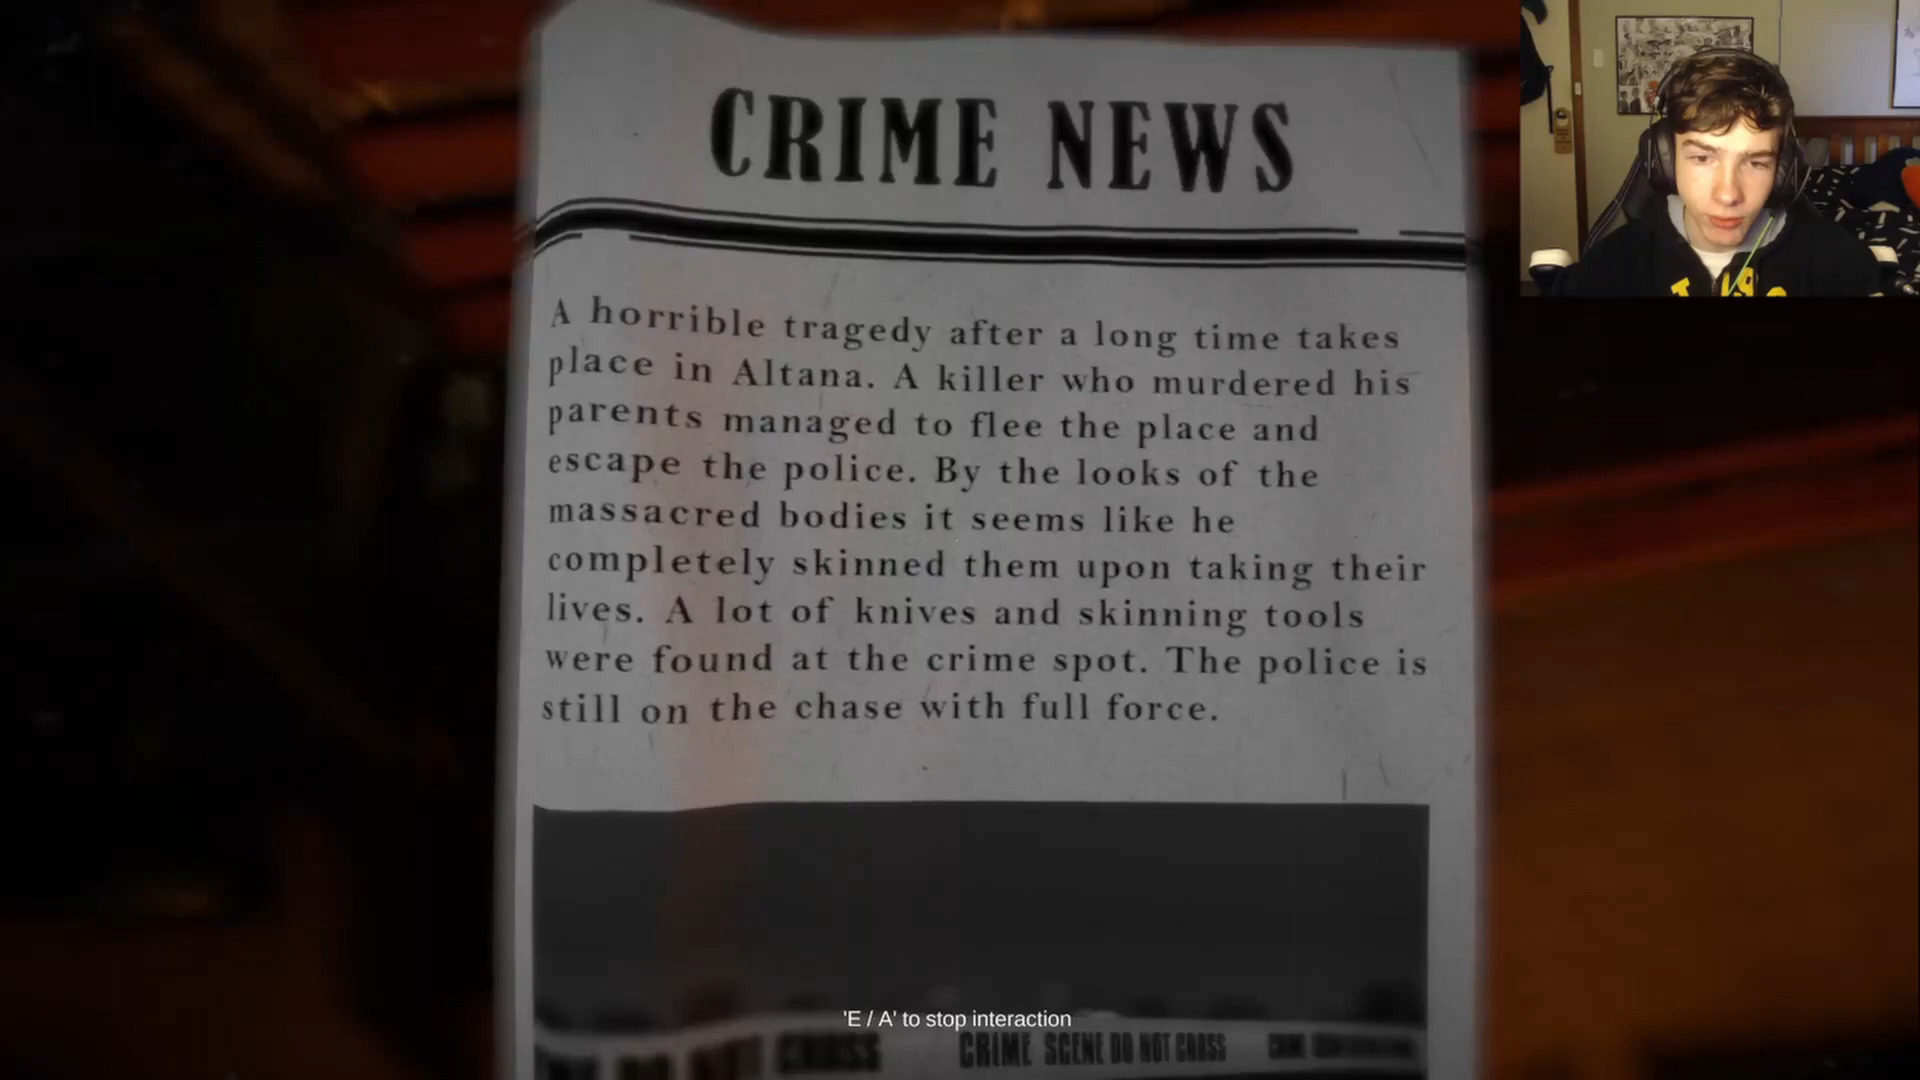 CRIME NEWS
A horrible tragedy after a long time takes
place in Altana. A killer who murdered his
parents managed to flee the place and
escape the police. By the looks of the
massacred bodies it seems like he
completely skinned them upon taking their
lives. A lot of knives and skinning tools
were found at the crime spot. The police is
still on the chase with full force.
'E / A' to stop interaction
DO NOT CROSS
CRIME SCENE DO NOT CROSS
CRIME